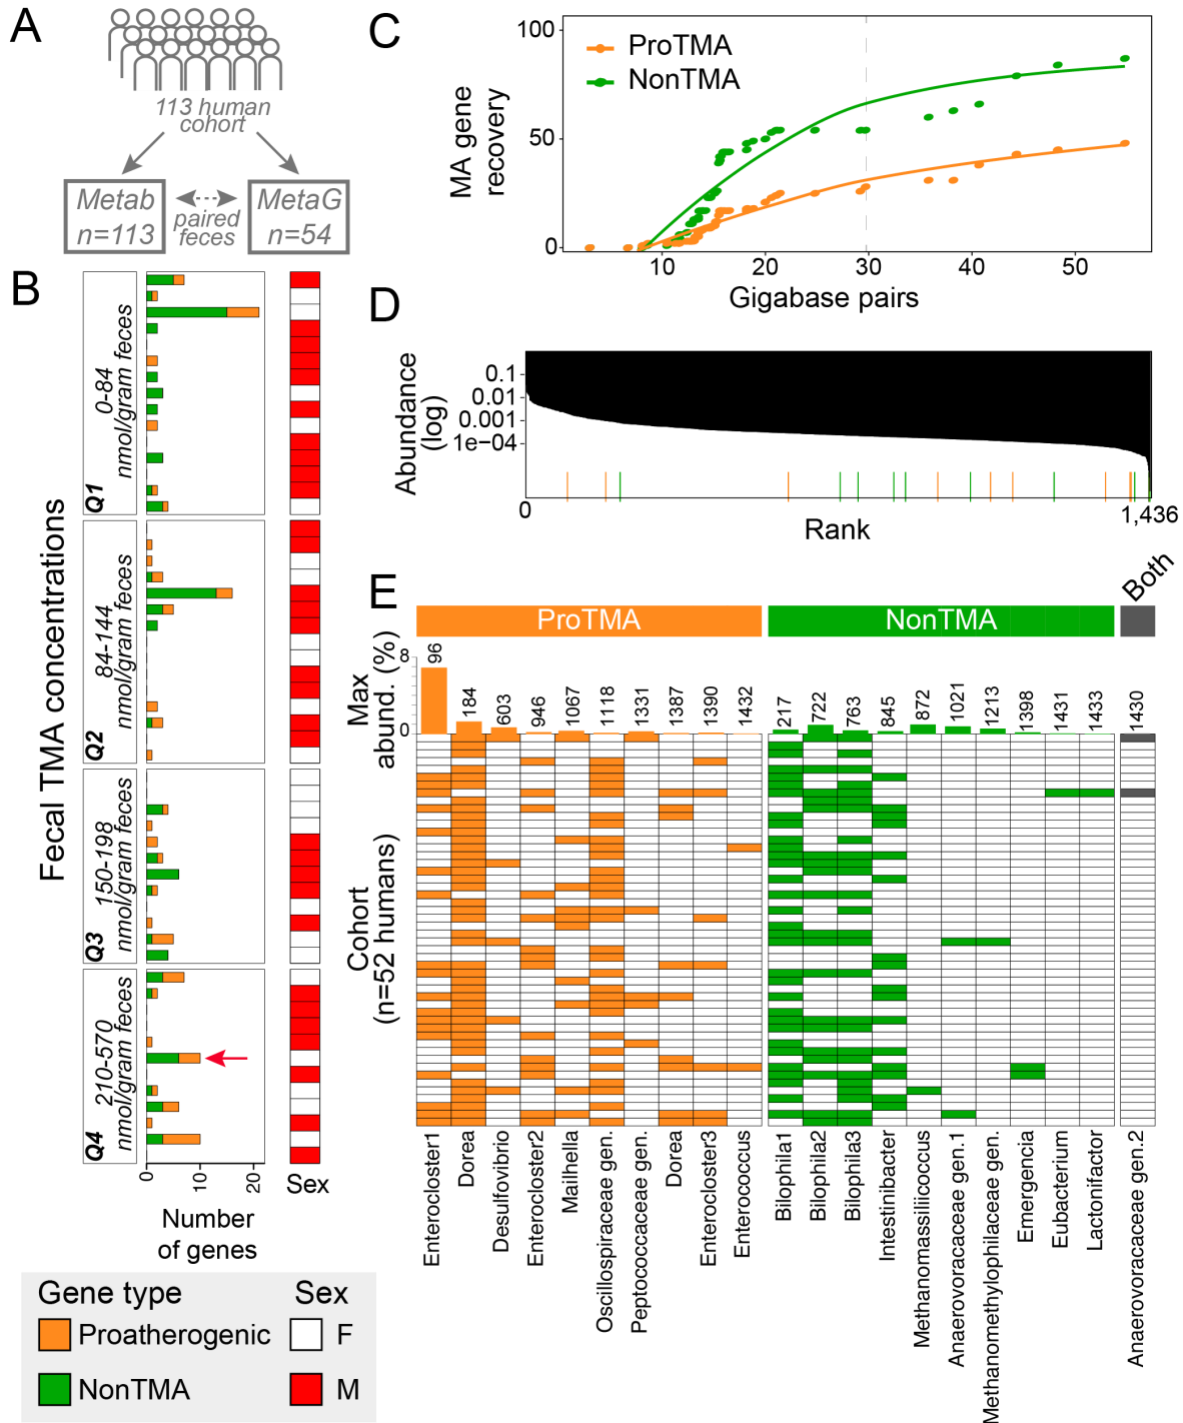 A
113 human
cohort
Metab
n=113
paired
feces
MetaG
n=54
B
Fecal TMA concentrations
Q1
0-84
nmol/gram feces
Q2
84-144
nmol/gram feces
Q3
150-198
nmol/gram feces
Q4
210-570
nmol/gram feces
0
10
20
Number
of genes
Sex
Gene type
Proatherogenic
NonTMA
Sex
F
M
C
MA gene
recovery
100
50
0
ProTMA
NonTMA
10
20
30
40
50
Gigabase pairs
D
Abundance
(log)
0.1
0.01
0.001
1e-04
0
1,436
Rank
E
ProTMA
NonTMA
Both
Max
abund. (%)
8
0
96
184
603
946
1067
1118
1331
1387
1390
1432
217
722
763
845
872
1021
1213
1398
1431
1433
1430
Cohort
(n=52 humans)
Enterocloster1
Dorea
Desulfovibrio
Enterocloster2
Mailhella
Oscillospiraceae gen.
Peptococcaceae gen.
Dorea
Enterocloster3
Enterococcus
Bilophila1
Bilophila2
Bilophila3
Intestinibacter
Methanomassiliicoccus
Anaerovoracaceae gen.1
Methanomethylophilaceae gen.
Emergencia
Eubacterium
Lactonifactor
Anaerovoracaceae gen.2